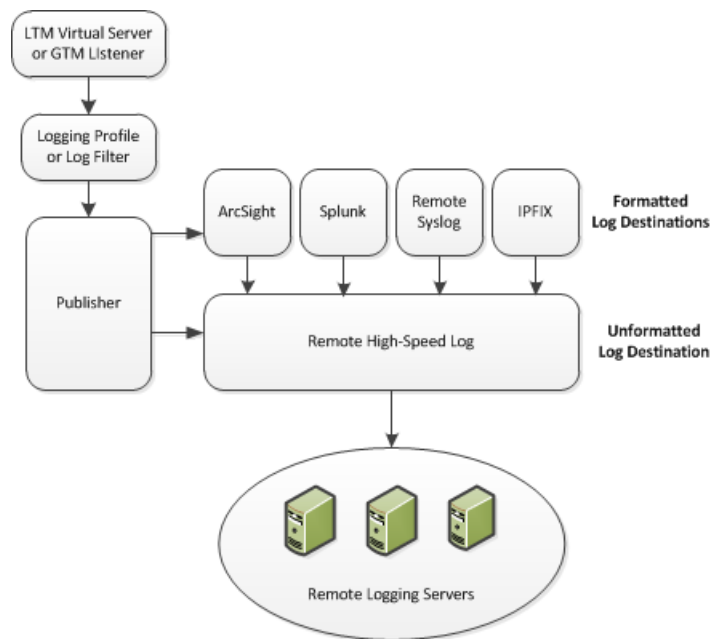 LTM Virtual Server
or GTM LIstener
Logging Profile
or Log Filter
Publisher
ArcSight
Splunk
Remote
Syslog
IPFIX
Formatted
Log Destinations
Remote High-Speed Log
Unformatted
Log Destination
Remote Logging Servers